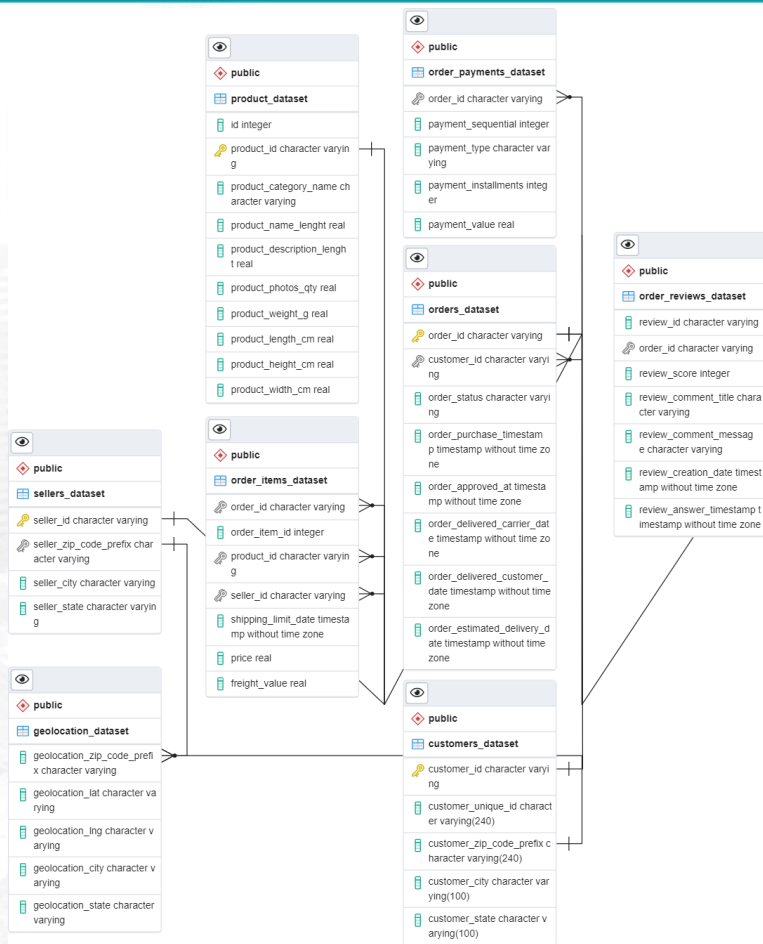 public
order_payments_dataset
order_id character varying
payment_sequential integer
payment_type character var
ying
payment_installments integ
er
payment_value real
public
product_dataset
id integer
product_id character varyin
g
product_category_name ch
aracter varying
product_name_lenght real
product_description_lengh
t real
product_photos_qty real
product_weight_g real
product_length_cm real
product_height_cm real
product_width_cm real
public
orders_dataset
order_id character varying
customer_id character varyi
ng
order_status character varyi
ng
order_purchase_timestam
p timestamp without time zo
ne
order_approved_at timesta
mp without time zone
order_delivered_carrier_dat
e timestamp without time zo
ne
order_delivered_customer_
date timestamp without time
zone
order_estimated_delivery_d
ate timestamp without time
zone
public
order_reviews_dataset
review_id character varying
order_id character varying
review_score integer
review_comment_title chara
cter varying
review_comment_messag
e character varying
review_creation_date timest
amp without time zone
review_answer_timestamp t
imestamp without time zone
public
sellers_dataset
seller_id character varying
seller_zip_code_prefix char
acter varying
seller_city character varying
seller_state character varyin
g
public
order_items_dataset
order_id character varying
order_item_id integer
product_id character varyin
g
seller_id character varying
shipping_limit_date timesta
mp without time zone
price real
freight_value real
public
geolocation_dataset
geolocation_zip_code_prefi
x character varying
geolocation_lat character va
rying
geolocation_lng character v
arying
geolocation_city character v
arying
geolocation_state character
varying
public
customers_dataset
customer_id character varyi
ng
customer_unique_id charact
er varying(240)
customer_zip_code_prefix c
haracter varying(240)
customer_city character var
ying(100)
customer_state character v
arying(100)